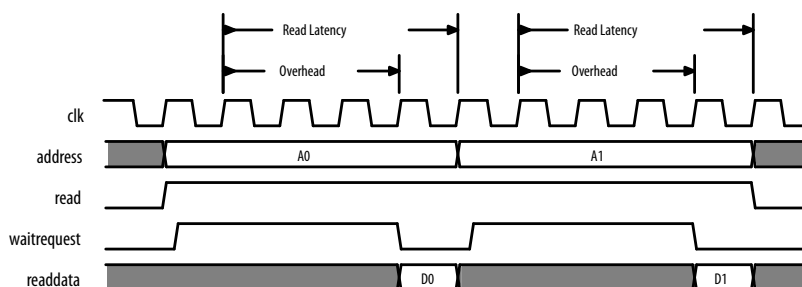 Read Latency Read Latency
Overhead Overhead
clk
address A0 A1
read
waitrequest
readdata D0 D1